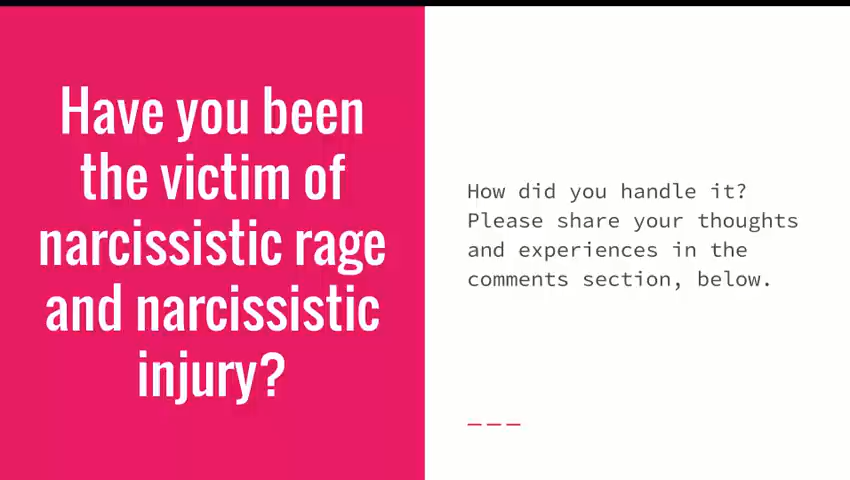 Have you been
the victim of
narcissistic rage
and narcissistic
injury?
How did you handle it?
Please share your thoughts
and experiences in the
comments section, below.